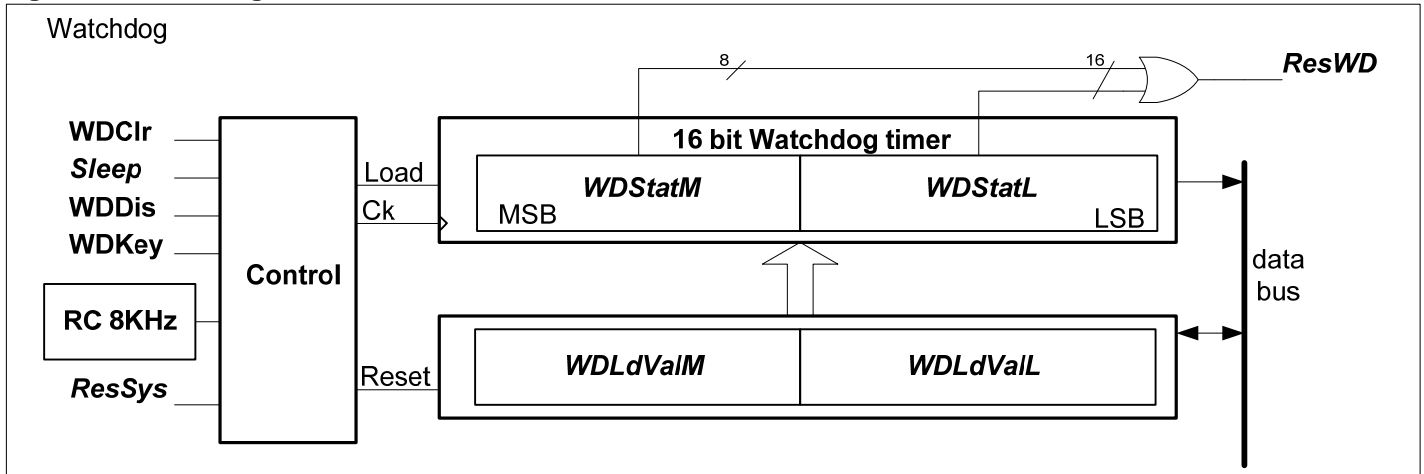 Watchdog
8
16
ResWD
WDClr
Sleep
WDDis
WDKey
RC 8KHz
ResSys
Control
Load
Ck
Reset
16 bit Watchdog timer
WDStatM
WDStatL
MSB
LSB
WDLdValM
WDLdValL
data
bus